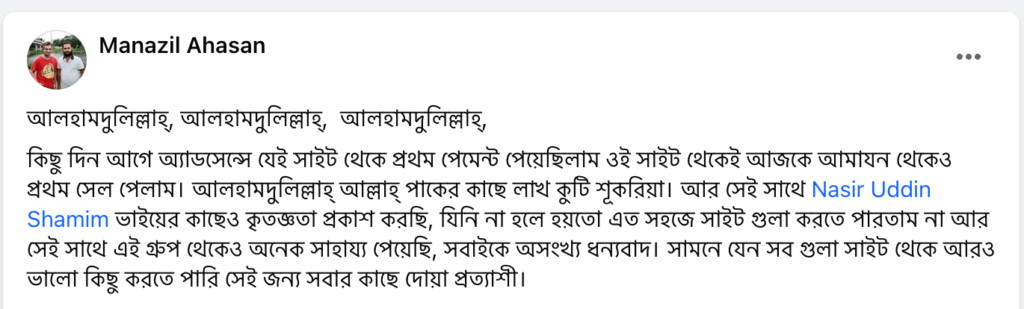 Manazil Ahasan
আলহামদুলিল্লাহ্, আলহামদুলিল্লাহ্, আলহামদুলিল্লাহ্,
কিছু দিন আগে অ্যাডসেন্সে যেই সাইট থেকে প্রথম পেমেন্ট পেয়েছিলাম ওই সাইট থেকেই আজকে আমাযন থেকেও
প্রথম সেল পেলাম। আলহামদুলিল্লাহ্ আল্লাহ্ পাকের কাছে লাখ কুটি শূকরিয়া। আর সেই সাথে Nasir Uddin
Shamim ভাইয়ের কাছেও কৃতজ্ঞতা প্রকাশ করছি, যিনি না হলে হয়তো এত সহজে সাইট গুলা করতে পারতাম না আর
সেই সাথে এই গ্রুপ থেকেও অনেক সাহায্য পেয়েছি, সবাইকে অসংখ্য ধন্যবাদ। সামনে যেন সব গুলা সাইট থেকে আরও
ভালো কিছু করতে পারি সেই জন্য সবার কাছে দোয়া প্রত্যাশী।